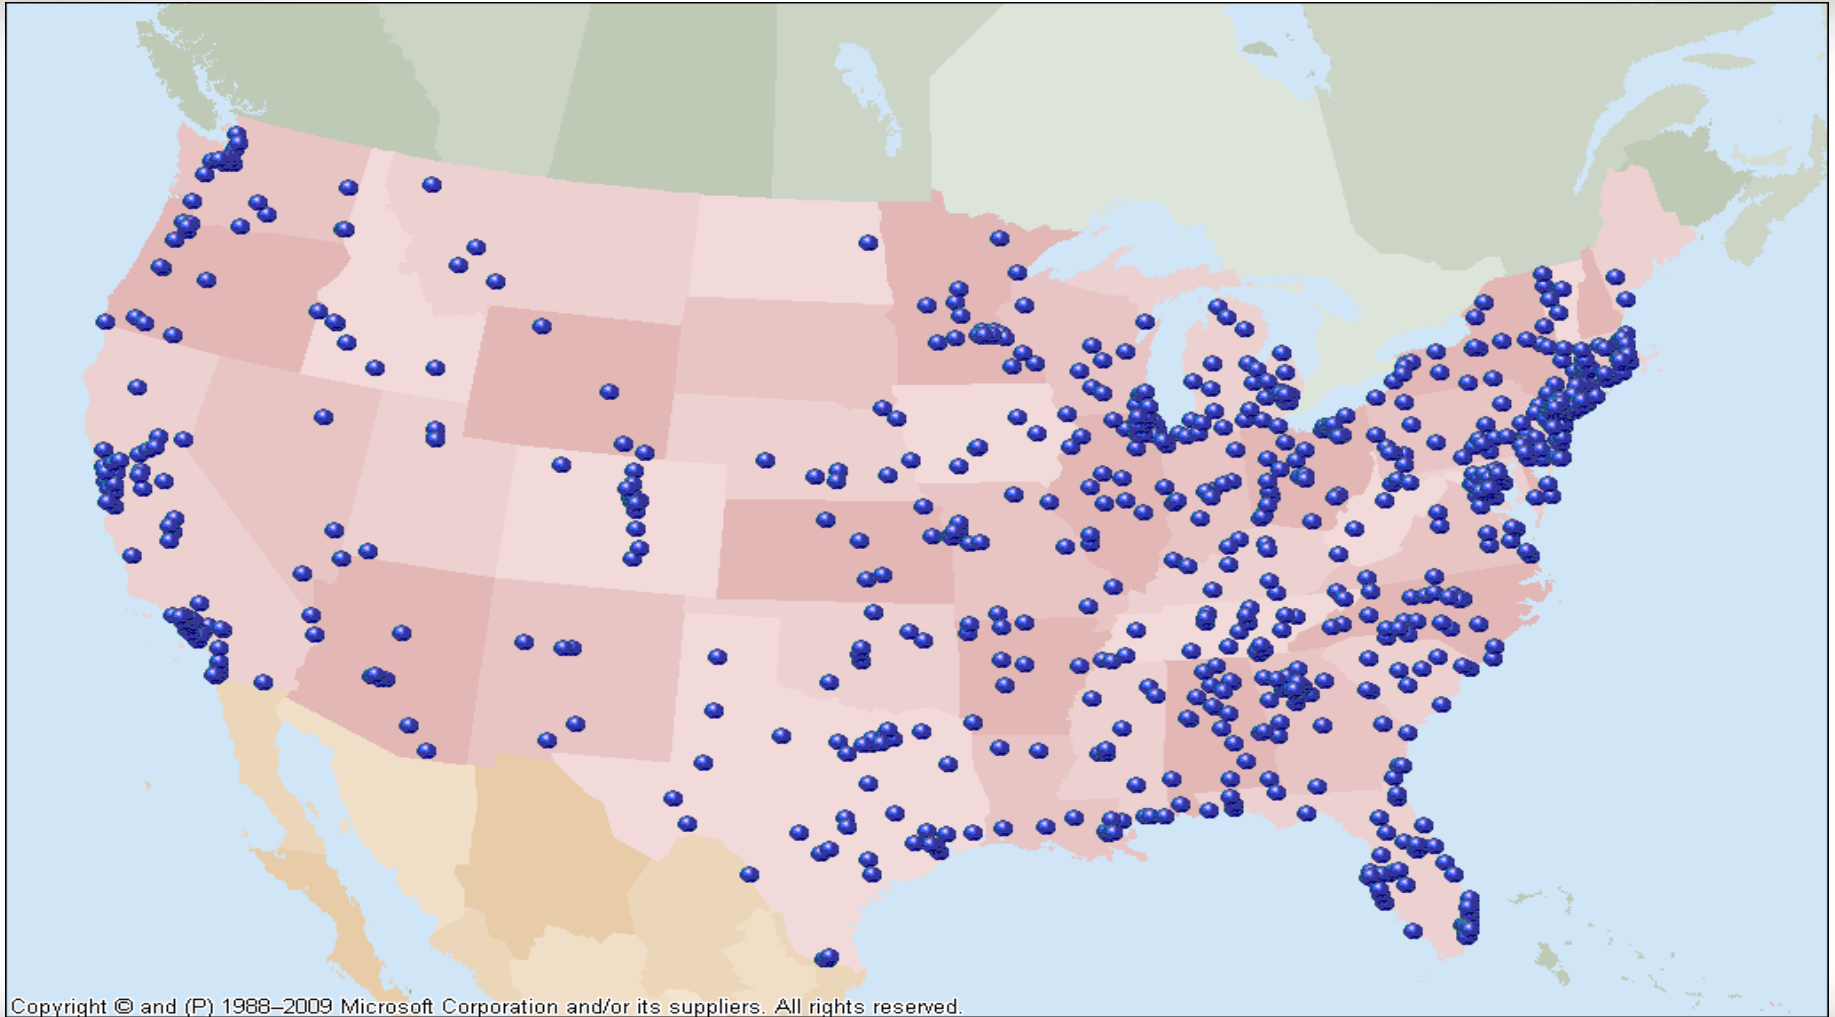 Copyright © and (P) 1988–2009 Microsoft Corporation and/or its suppliers. All rights reserved.